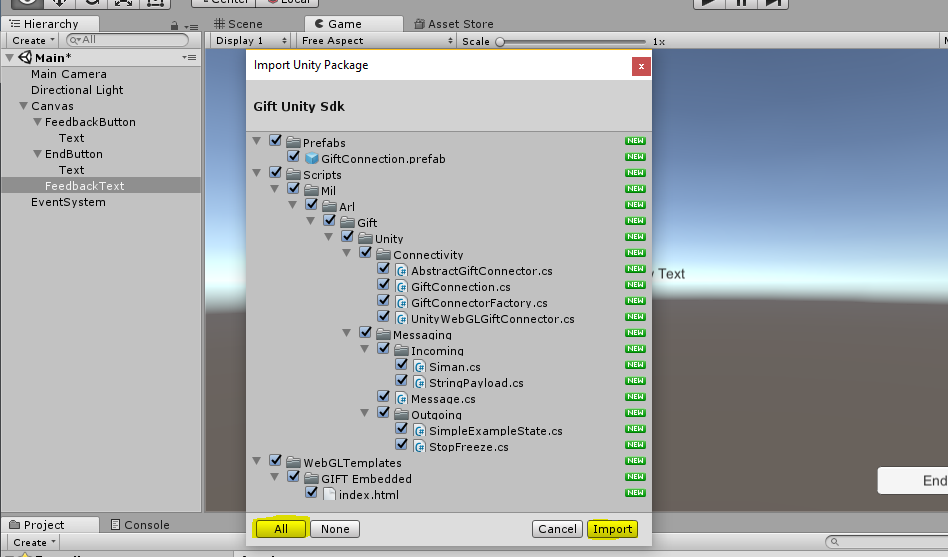 Center
Local
Hierarchy
Scene
Game
Asset Store
Create
All
Display 1
Free Aspect
Scale
1x
M
Main*
Main Camera
Directional Light
Canvas
FeedbackButton
Text
EndButton
Text
FeedbackText
EventSystem
Import Unity Package
x
Gift Unity Sdk
Prefabs NEW
GiftConnection.prefab NEW
Scripts NEW
Mil NEW
Arl NEW
Gift NEW
Unity NEW
Connectivity NEW
AbstractGiftConnector.cs NEW
GiftConnection.cs NEW
GiftConnectorFactory.cs NEW
UnityWebGLGiftConnector.cs NEW
Messaging NEW
Incoming NEW
Siman.cs NEW
StringPayload.cs NEW
Message.cs NEW
Outgoing NEW
SimpleExampleState.cs NEW
StopFreeze.cs NEW
WebGLTemplates NEW
GIFT Embedded NEW
index.html NEW
All
None
Cancel
Import
y Text
End
Project
Console
Create